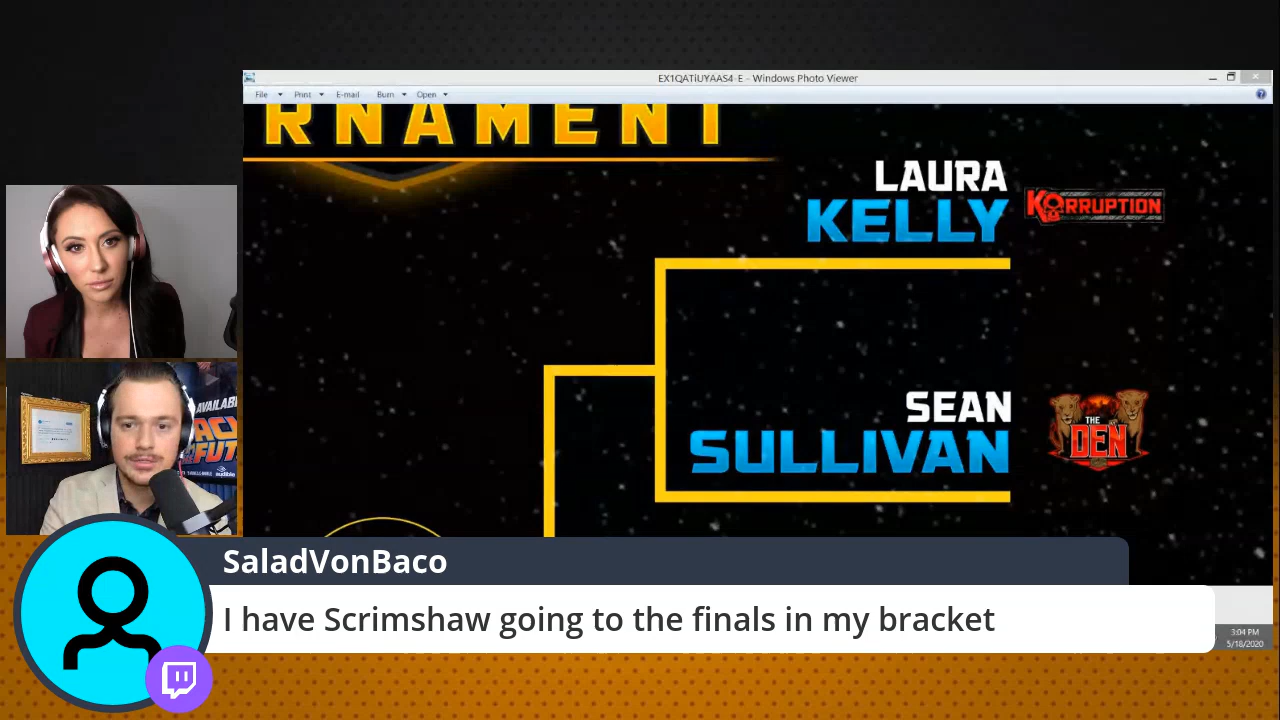 EX1QATiUYAAS4-E - Windows Photo Viewer
File Print E-mail Burn Open
RNAMENT
LAURA
KELLY
KORRUPTION
SEAN
SULLIVAN
THE
DEN
AVAILABLE
SaladVonBaco
I have Scrimshaw going to the finals in my bracket
3:04 PM
5/18/2020